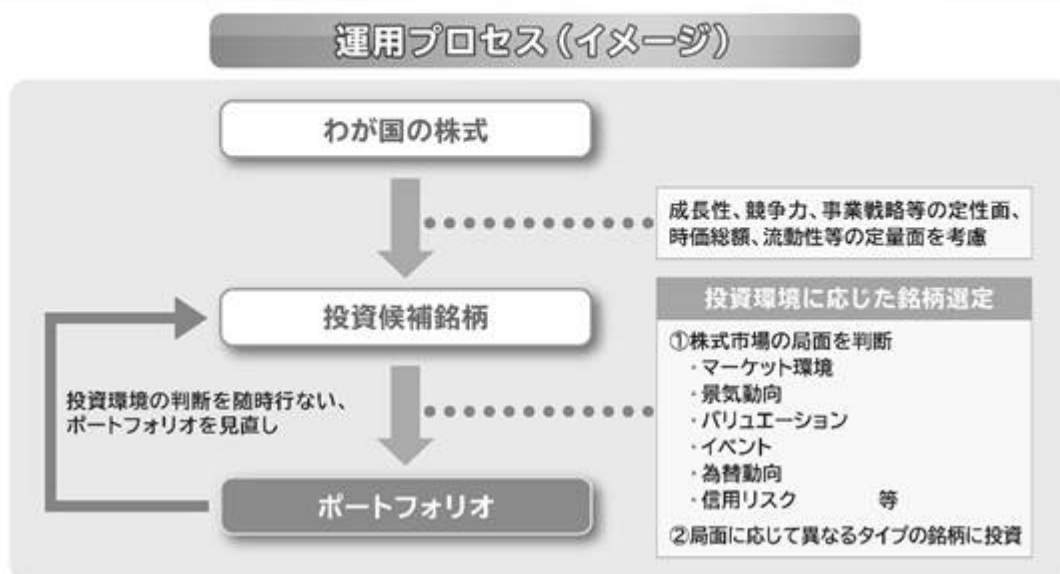 運用プロセス（イメージ）
わが国の株式
成長性、競争力、事業戦略等の定性面、
時価総額、流動性等の定量面を考慮
投資候補銘柄
投資環境に応じた銘柄選定
①株式市場の局面を判断
・マーケット環境
・景気動向
・バリュエーション
・イベント
・為替動向
・信用リスク 等
②局面に応じて異なるタイプの銘柄に投資
投資環境の判断を随時行ない、
ポートフォリオを見直し
ポートフォリオ